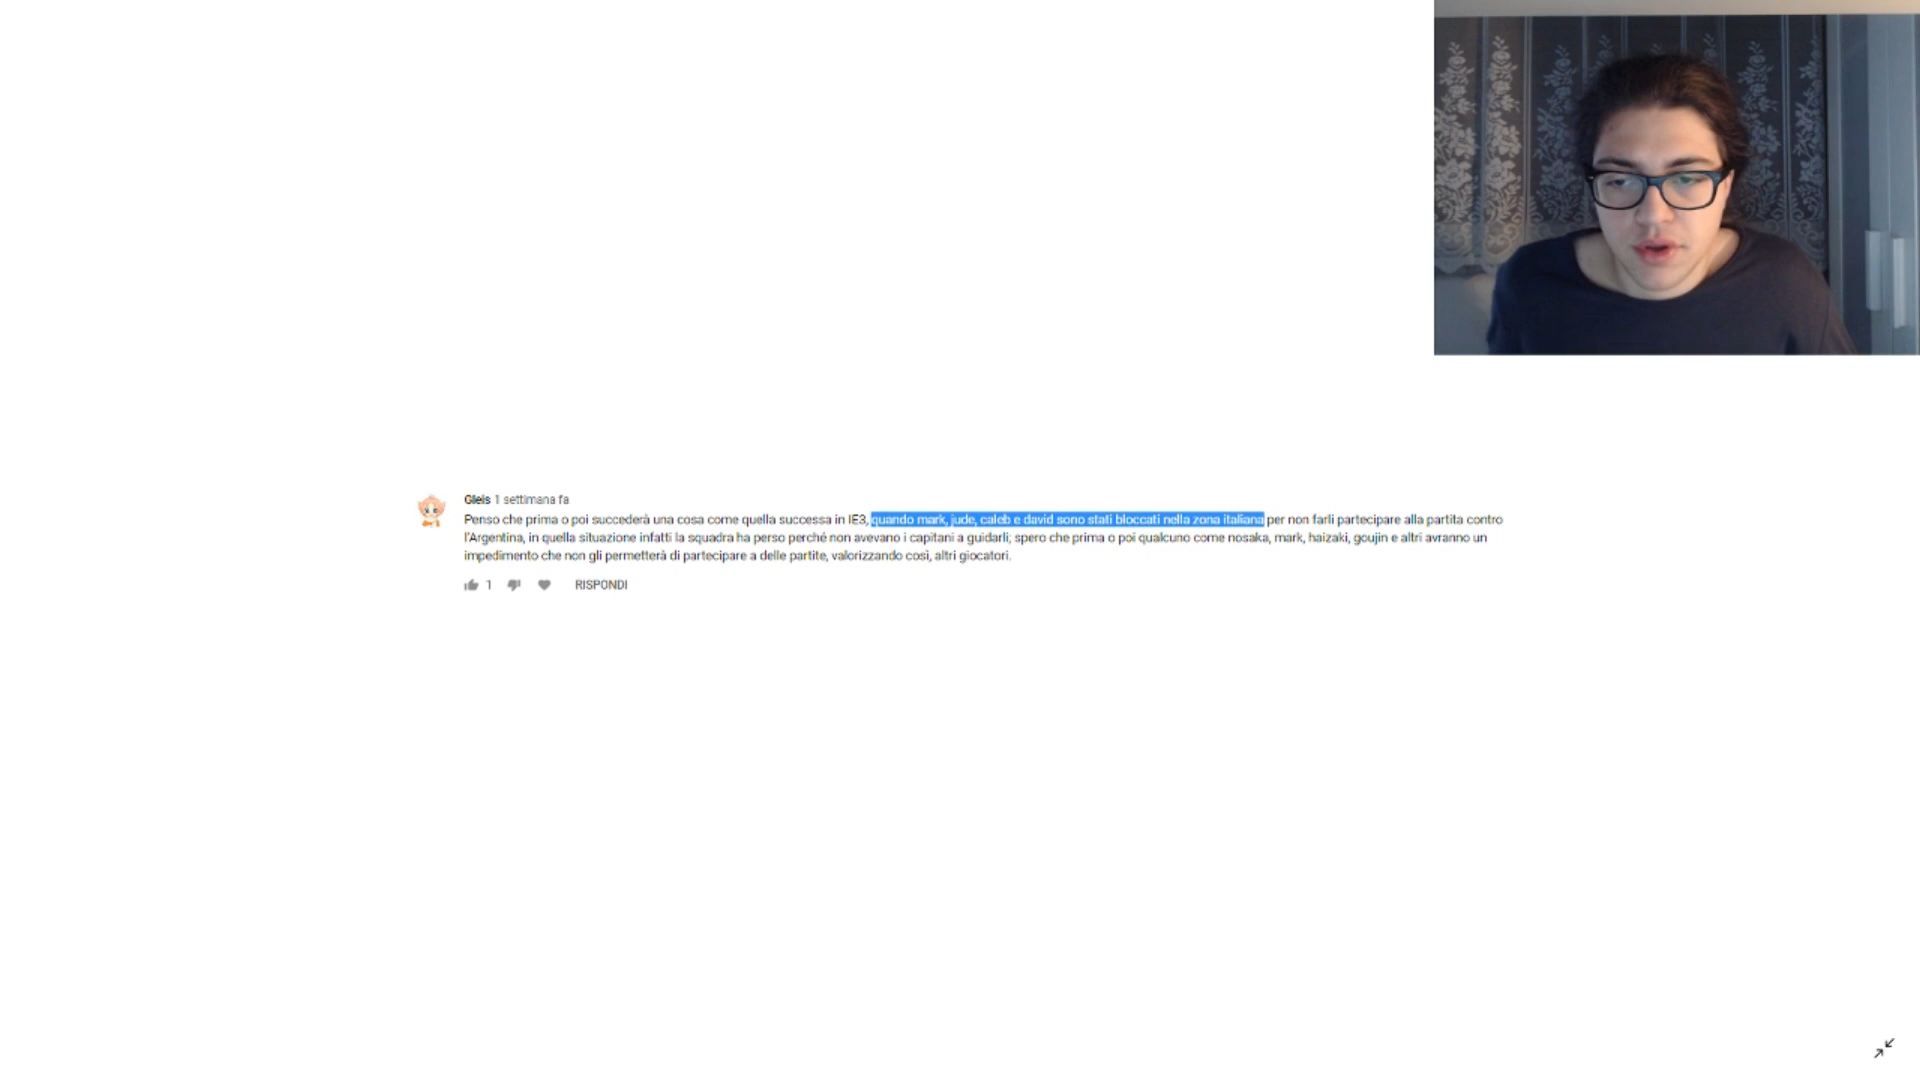 Gleis 1 settimana fa
Penso che prima o poi succederà una cosa come quella successa in IE3, quando mark, jude, caleb e david sono stati bloccati nella zona italiana per non farli partecipare alla partita contro
l'Argentina, in quella situazione infatti la squadra ha perso perché non avevano i capitani a guidarli; spero che prima o poi qualcuno come nosaka, mark, haizaki, goujin e altri avranno un
impedimento che non gli permetterà di partecipare a delle partite, valorizzando così, altri giocatori.
1 RISPONDI